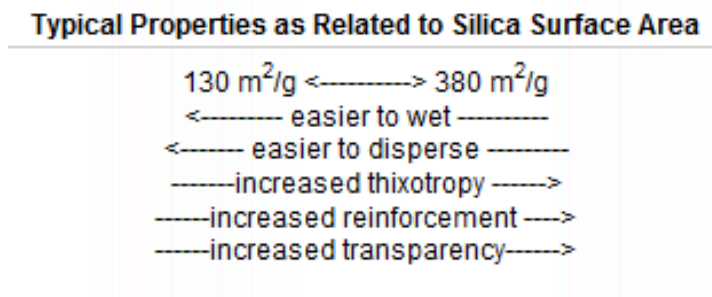 Typical Properties as Related to Silica Surface Area
130 m²/g <----------> 380 m²/g
<--------- easier to wet ----------
<------- easier to disperse ---------
-------increased thixotropy ------>
------increased reinforcement ---->
------increased transparency------>